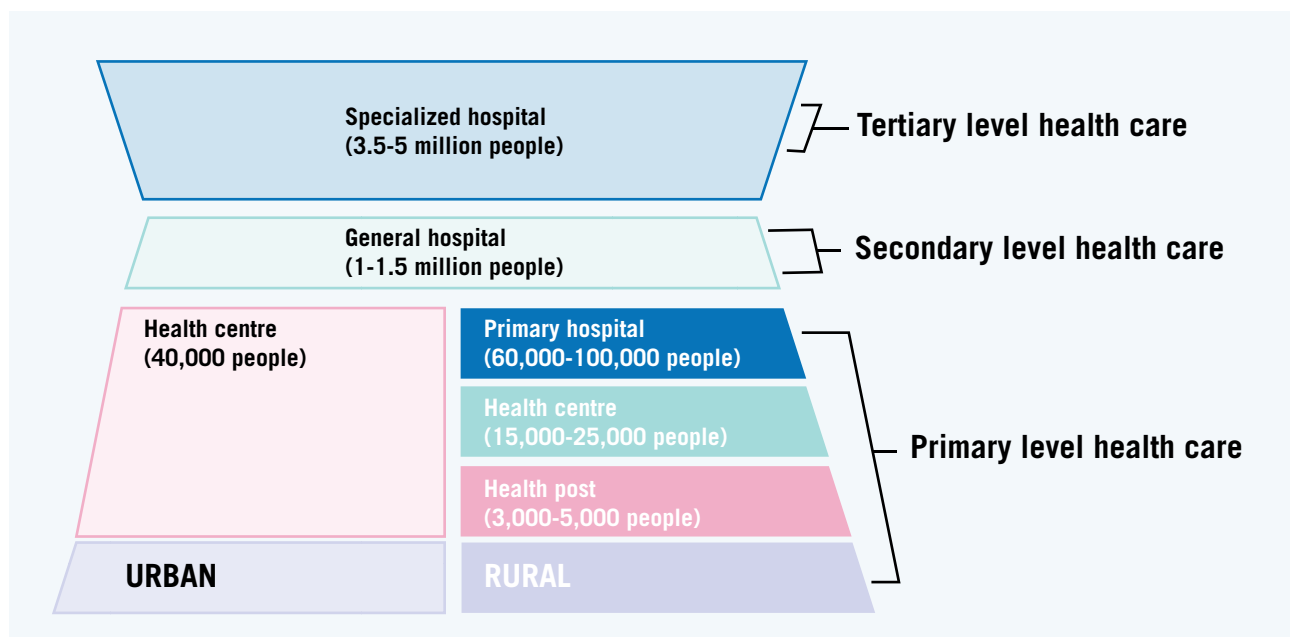 Specialized hospital
(3.5-5 million people)
Tertiary level health care
General hospital
(1-1.5 million people)
Secondary level health care
Health centre
(40,000 people)
Primary hospital
(60,000-100,000 people)
Health centre
(15,000-25,000 people)
Health post
(3,000-5,000 people)
Primary level health care
URBAN
RURAL